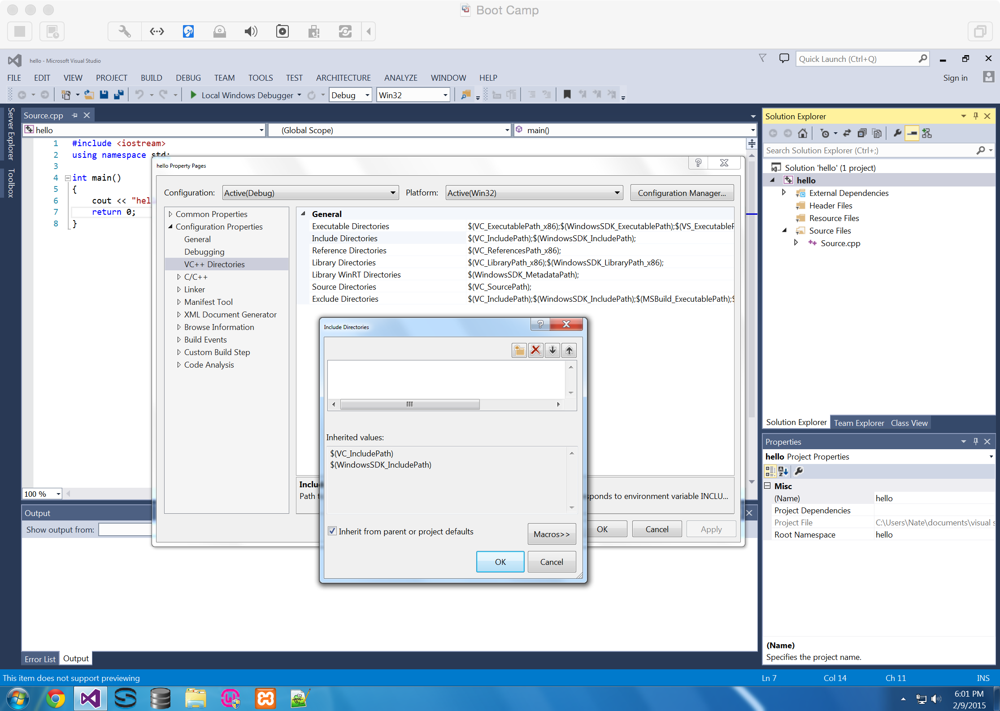 Boot Camp
hello - Microsoft Visual Studio
Quick Launch (Ctrl+Q)
FILE EDIT VIEW PROJECT BUILD DEBUG TEAM TOOLS TEST ARCHITECTURE ANALYZE WINDOW HELP
Sign in
Local Windows Debugger Debug Win32
Server Explorer
Toolbox
Source.cpp
hello (Global Scope) main()
1 #include <iostream>
2 using namespace std;
3
4 int main()
5 {
6 cout << "hel
7 return 0;
8 }
100 %
hello Property Pages
Configuration: Active(Debug) Platform: Active(Win32) Configuration Manager...
Common Properties
Configuration Properties
General
Debugging
VC++ Directories
C/C++
Linker
Manifest Tool
XML Document Generator
Browse Information
Build Events
Custom Build Step
Code Analysis
General
Executable Directories $(VC_ExecutablePath_x86);$(WindowsSDK_ExecutablePath);$(VS_ExecutableP
Include Directories $(VC_IncludePath);$(WindowsSDK_IncludePath);
Reference Directories $(VC_ReferencesPath_x86);
Library Directories $(VC_LibraryPath_x86);$(WindowsSDK_LibraryPath_x86);
Library WinRT Directories $(WindowsSDK_MetadataPath);
Source Directories $(VC_SourcePath);
Exclude Directories $(VC_IncludePath);$(WindowsSDK_IncludePath);$(MSBuild_ExecutablePath);$
Inclu
Path t
sponds to environment variable INCLU...
OK Cancel Apply
Include Directories
Inherited values:
$(VC_IncludePath)
$(WindowsSDK_IncludePath)
Inherit from parent or project defaults
Macros>>
OK Cancel
Output
Show output from:
Error List Output
Solution Explorer
Search Solution Explorer (Ctrl+;)
Solution 'hello' (1 project)
hello
External Dependencies
Header Files
Resource Files
Source Files
Source.cpp
Solution Explorer Team Explorer Class View
Properties
hello Project Properties
Misc
(Name) hello
Project Dependencies
Project File C:\Users\Nate\documents\visual s
Root Namespace hello
(Name)
Specifies the project name.
This item does not support previewing Ln 7 Col 14 Ch 11 INS
6:01 PM
2/9/2015